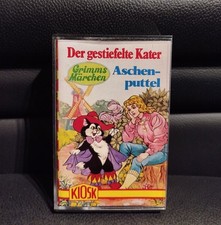 Der gestiefelte Kater
Grimms
Märchen
Aschen-
puttel
KIOSK